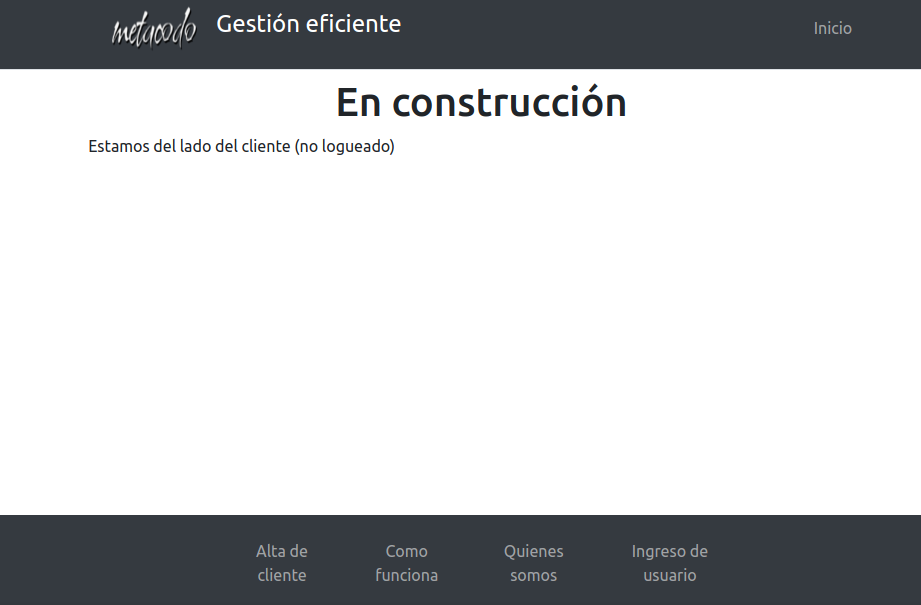 metacodo Gestión eficiente
Inicio
En construcción
Estamos del lado del cliente (no logueado)
Alta de
cliente
Como
funciona
Quienes
somos
Ingreso de
usuario